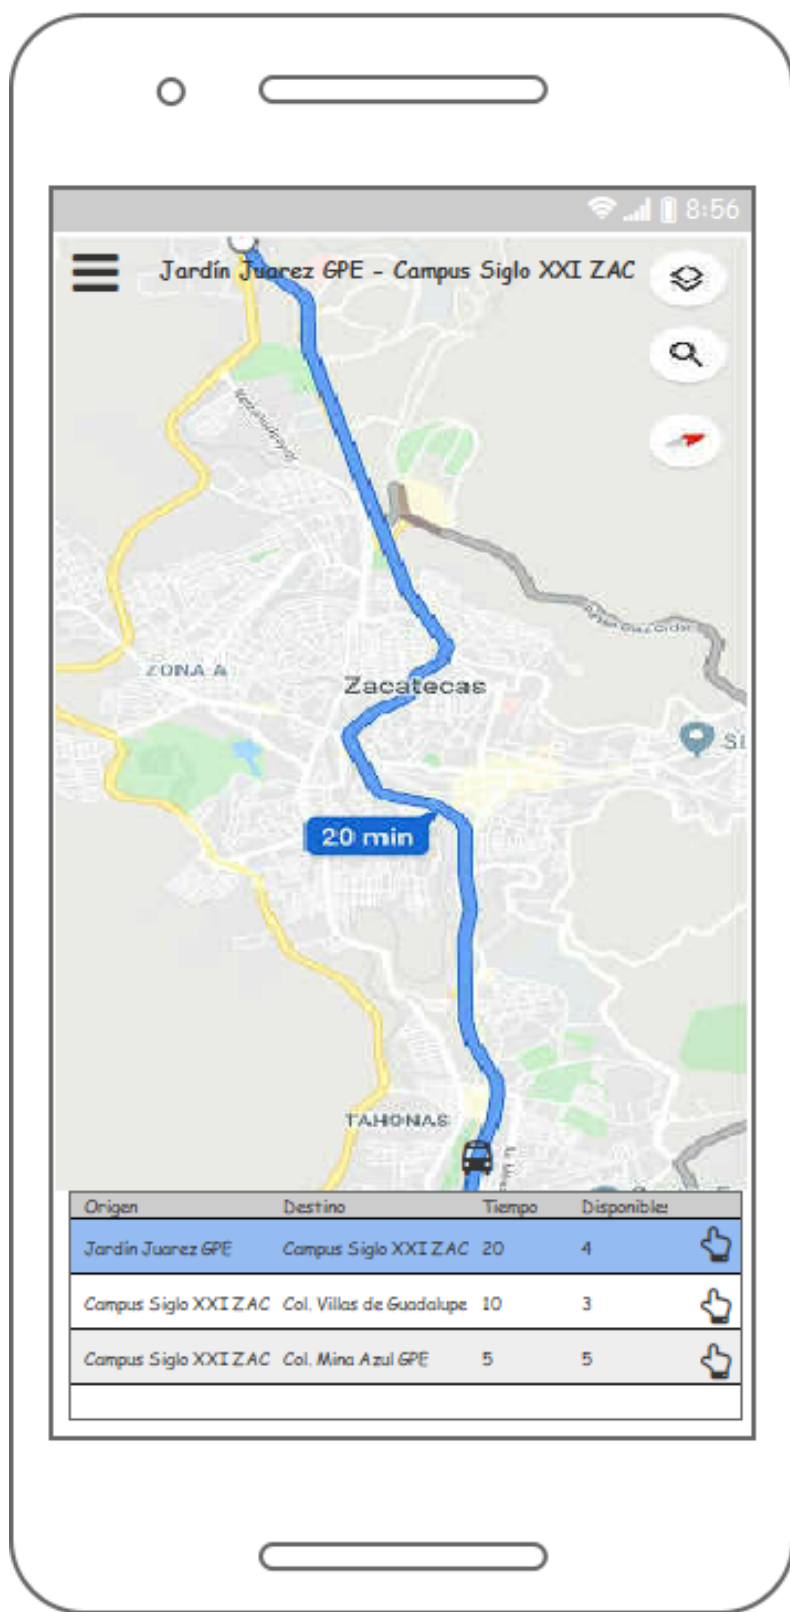 8:56
Jardín Juarez GPE - Campus Siglo XXI ZAC
ZONA A
Zacatecas
Si
20 min
TAHONAS
Origen Destino Tiempo Disponibles
Jardín Juarez GPE Campus Siglo XXI ZAC 20 4
Campus Siglo XXI ZAC Col. Villas de Guadalupe 10 3
Campus Siglo XXI ZAC Col. Mina Azul GPE 5 5